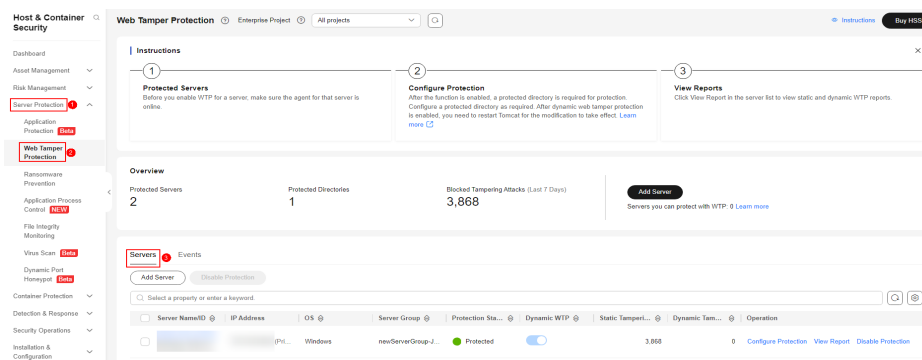 Host & Container
Security
Dashboard
Asset Management
Risk Management
Server Protection 1
Application
Protection Beta
Web Tamper
Protection 2
Ransomware
Prevention
Application Process
Control NEW
File Integrity
Monitoring
Virus Scan Beta
Dynamic Port
Honeypot Beta
Container Protection
Detection & Response
Security Operations
Installation &
Configuration
Web Tamper Protection Enterprise Project All projects
Instructions
Buy HSS
Instructions
1
Protected Servers
Before you enable WTP for a server, make sure the agent for that server is
online.
2
Configure Protection
After the function is enabled, a protected directory is required for protection.
Configure a protected directory as required. After dynamic web tamper protection
is enabled, you need to restart Tomcat for the modification to take effect. Learn
more
3
View Reports
Click View Report in the server list to view static and dynamic WTP reports.
Overview
Protected Servers
2
Protected Directories
1
Blocked Tampering Attacks (Last 7 Days)
3,868
Add Server
Servers you can protect with WTP: 0 Learn more
Servers 3 Events
Add Server Disable Protection
Select a property or enter a keyword.
Server Name/ID IP Address OS Server Group Protection Sta... Dynamic WTP Static Tamperi... Dynamic Tam... Operation
(Pri... Windows newServerGroup-J... Protected 3,868 0 Configure Protection View Report Disable Protection